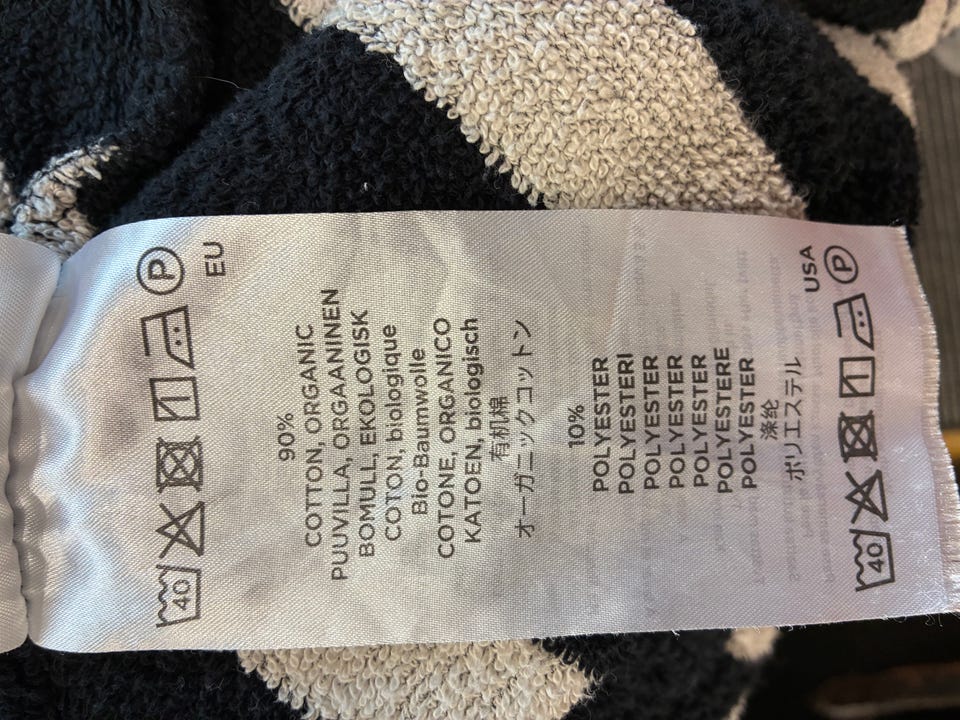 40 P
EU
90%
COTTON, ORGANIC
PUUVILLA, ORGAANINEN
BOMULL, EKOLOGISK
COTON, biologique
Bio-Baumwolle
COTONE, ORGANICO
KATOEN, biologisch
有机棉
オーガニックコットン
10%
POLYESTER
POLYESTERI
POLYESTER
POLYESTER
POLYESTER
POLYESTERE
POLYESTER
涤纶
ポリエステル
USA
40 P